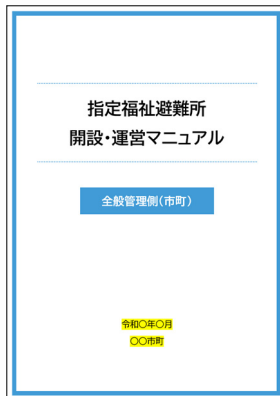 指定福祉避難所
開設・運営マニュアル
全般管理側(市町)
令和〇年〇月
〇〇市町